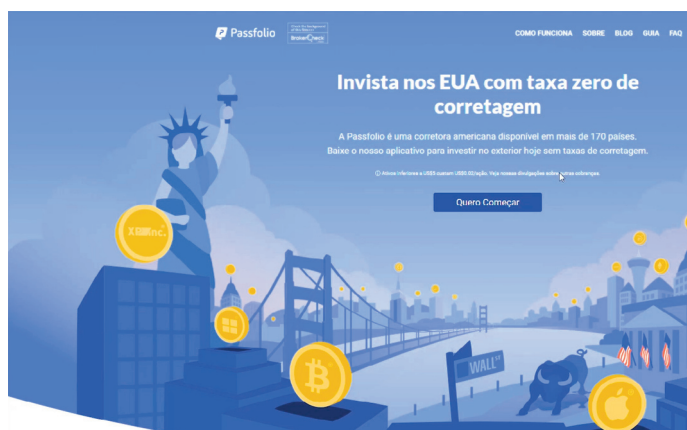 Passfolio
BrokerCheck
COMO FUNCIONA SOBRE BLOG GUIA FAQ
Invista nos EUA com taxa zero de
corretagem
A Passfolio é uma corretora americana disponível em mais de 170 países.
Baixe o nosso aplicativo para investir no exterior hoje sem taxas de corretagem.
Quero Começar
WALL